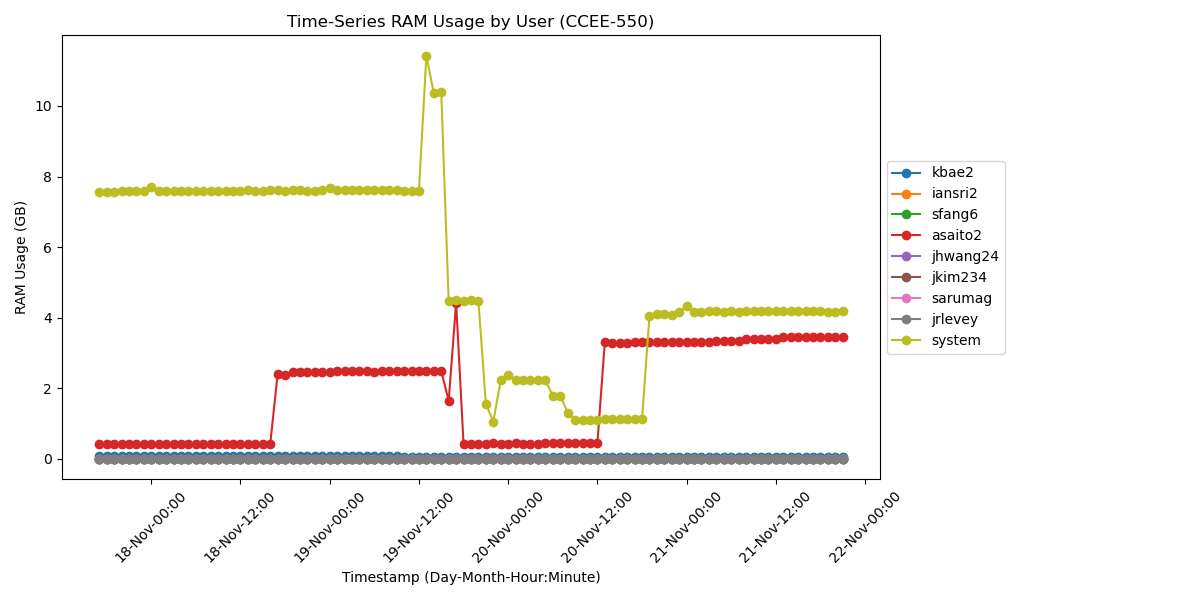 Time-Series RAM Usage by User (CCEE-550)
RAM Usage (GB)
10
8
6
4
2
0
18-Nov-00:00
18-Nov-12:00
19-Nov-00:00
19-Nov-12:00
20-Nov-00:00
20-Nov-12:00
21-Nov-00:00
21-Nov-12:00
22-Nov-00:00
Timestamp (Day-Month-Hour:Minute)
kbae2
iansri2
sfang6
asaito2
jhwang24
jkim234
sarumag
jrlevey
system